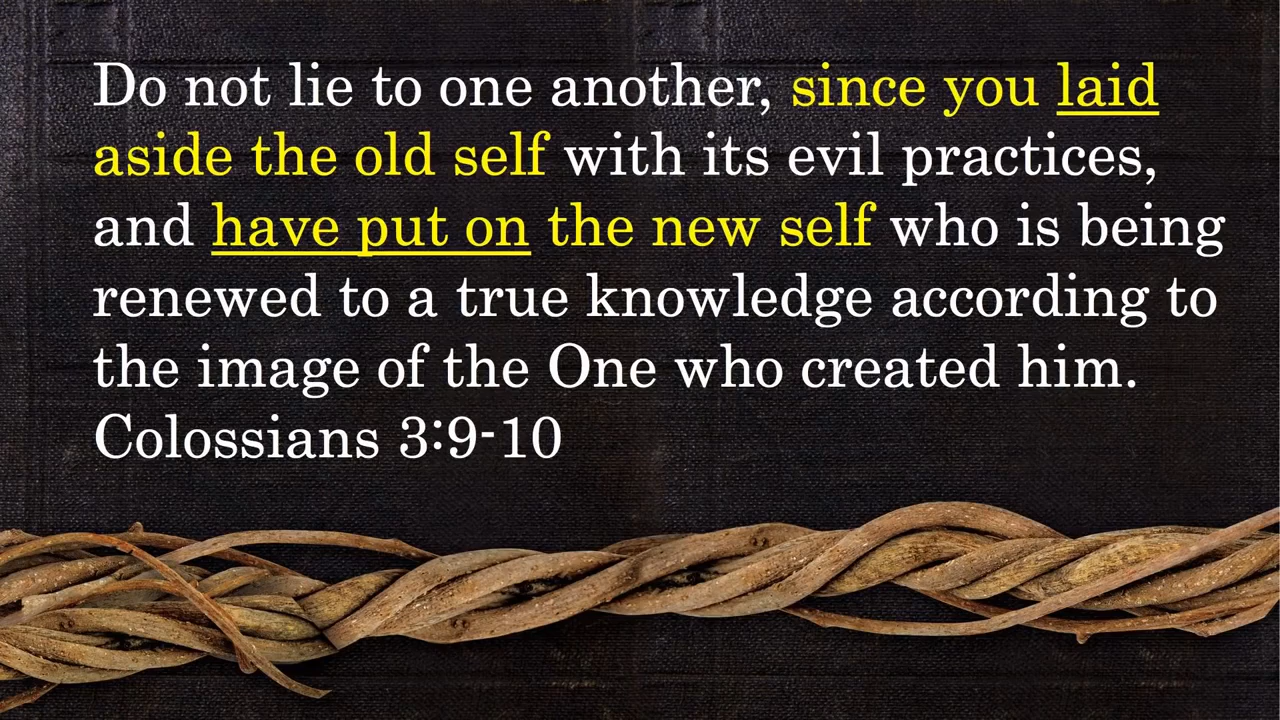 Do not lie to one another, since you laid
aside the old self with its evil practices,
and have put on the new self who is being
renewed to a true knowledge according to
the image of the One who created him.
Colossians 3:9-10